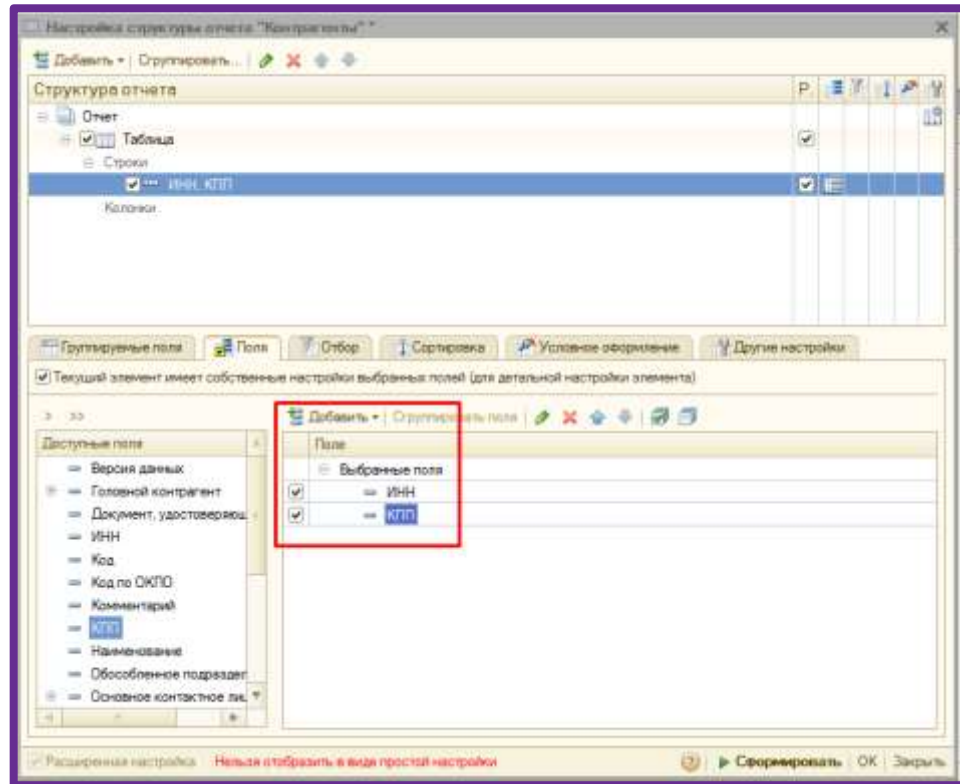 Настройка структуры отчета "Контрагенты" *
Добавить Сгруппировать...
Структура отчета Р.
Отчет
Таблица
Строки
ИНН, КПП
Колонки
Группируемые поля Поля Отбор Сортировка Условное оформление Другие настройки
Текущий элемент имеет собственные настройки выбранных полей (для детальной настройки элемента)
> >> Добавить Сгруппировать поля
Доступные поля Поле
Версия данных Выбранные поля
Головной контрагент ИНН
Документ, удостоверяющ КПП
ИНН
Код
Код по ОКПО
Комментарий
КПП
Наименование
Обособленное подраздел
Основное контактное ли
Расширенная настройка Нельзя отобразить в виде простой настройки Сформировать OK Закрыть